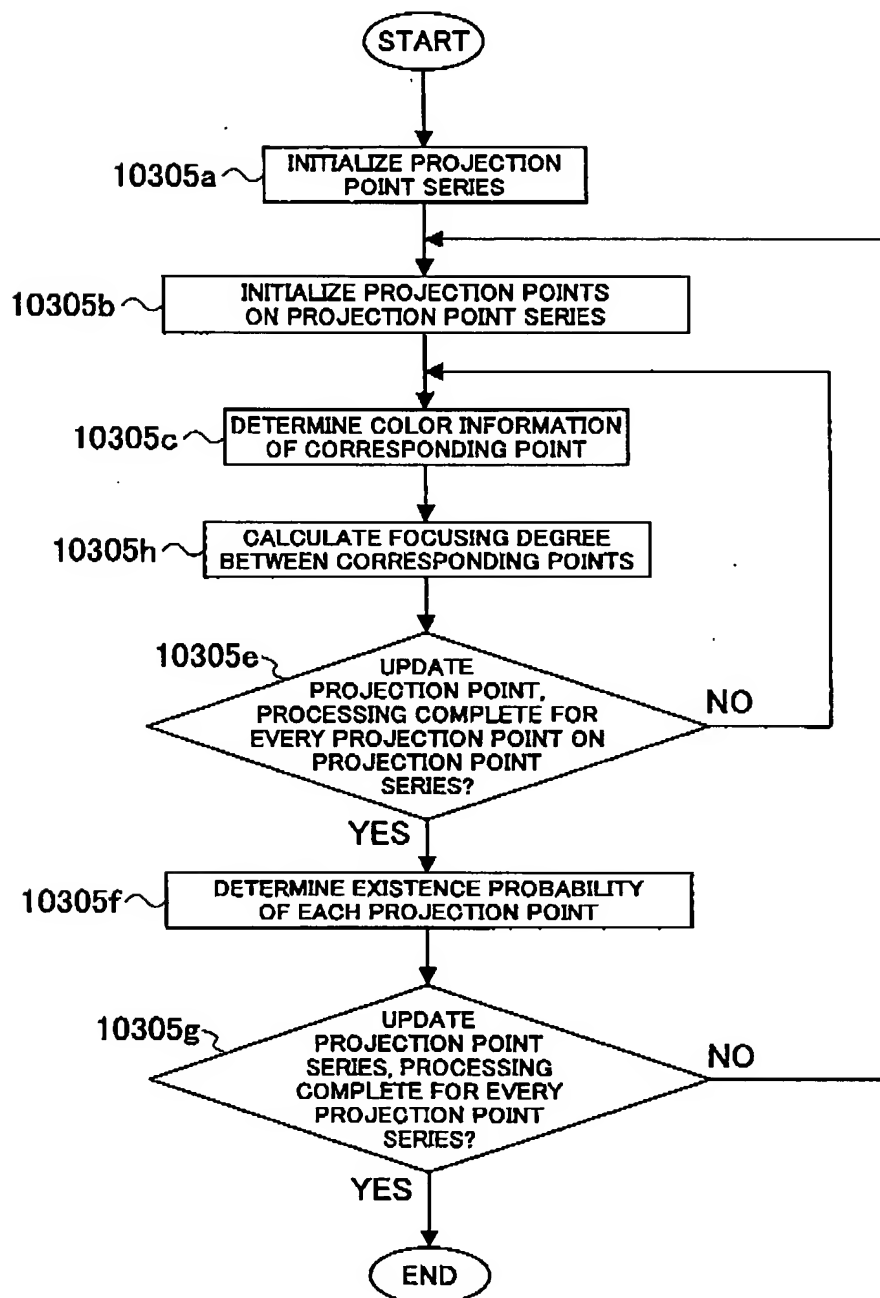 START
10305a
INITIALIZE PROJECTION
POINT SERIES
10305b
INITIALIZE PROJECTION POINTS
ON PROJECTION POINT SERIES
10305c
DETERMINE COLOR INFORMATION
OF CORRESPONDING POINT
10305h
CALCULATE FOCUSING DEGREE
BETWEEN CORRESPONDING POINTS
10305e
UPDATE
PROJECTION POINT,
PROCESSING COMPLETE FOR
EVERY PROJECTION POINT ON
PROJECTION POINT
SERIES?
NO
YES
10305f
DETERMINE EXISTENCE PROBABILITY
OF EACH PROJECTION POINT
10305g
UPDATE
PROJECTION POINT
SERIES, PROCESSING
COMPLETE FOR EVERY
PROJECTION POINT
SERIES?
NO
YES
END